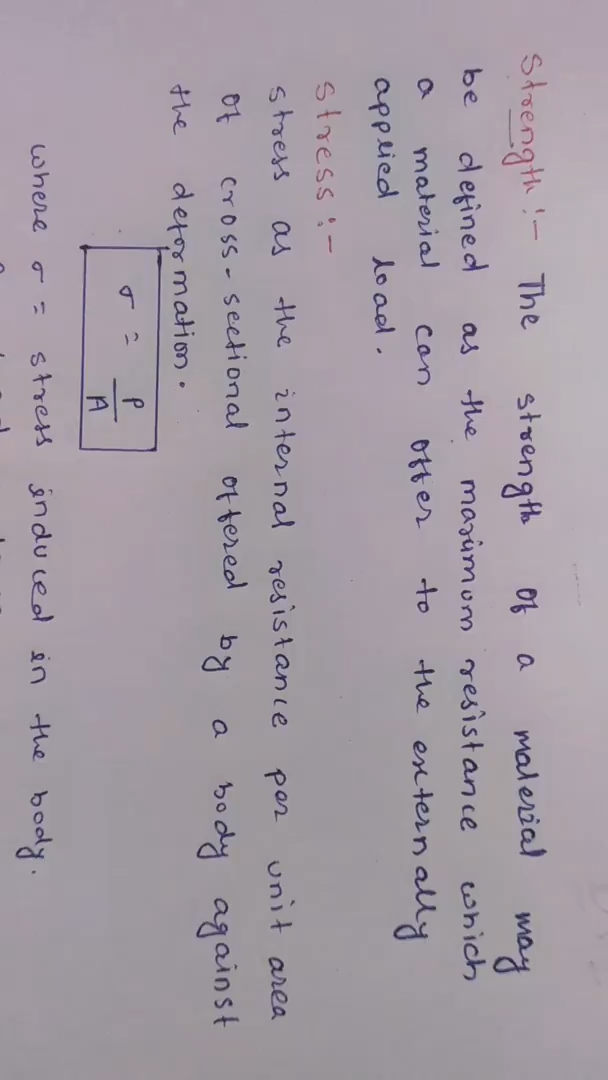 Strength :- The strength of a material may
be defined as the maximum resistance which
a material can offer to the externally
applied load.
Stress :-
stress as the internal resistance per unit area
of cross-sectional offered by a body against
the deformation.
σ = P/A
where σ = stress induced in the body.